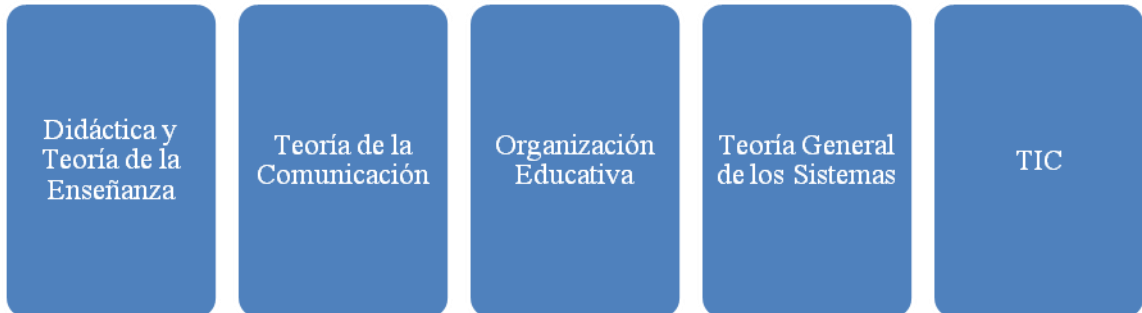 Didáctica y
Teoría de la
Enseñanza
Teoría de la
Comunicación
Organización
Educativa
Teoría General
de los Sistemas
TIC